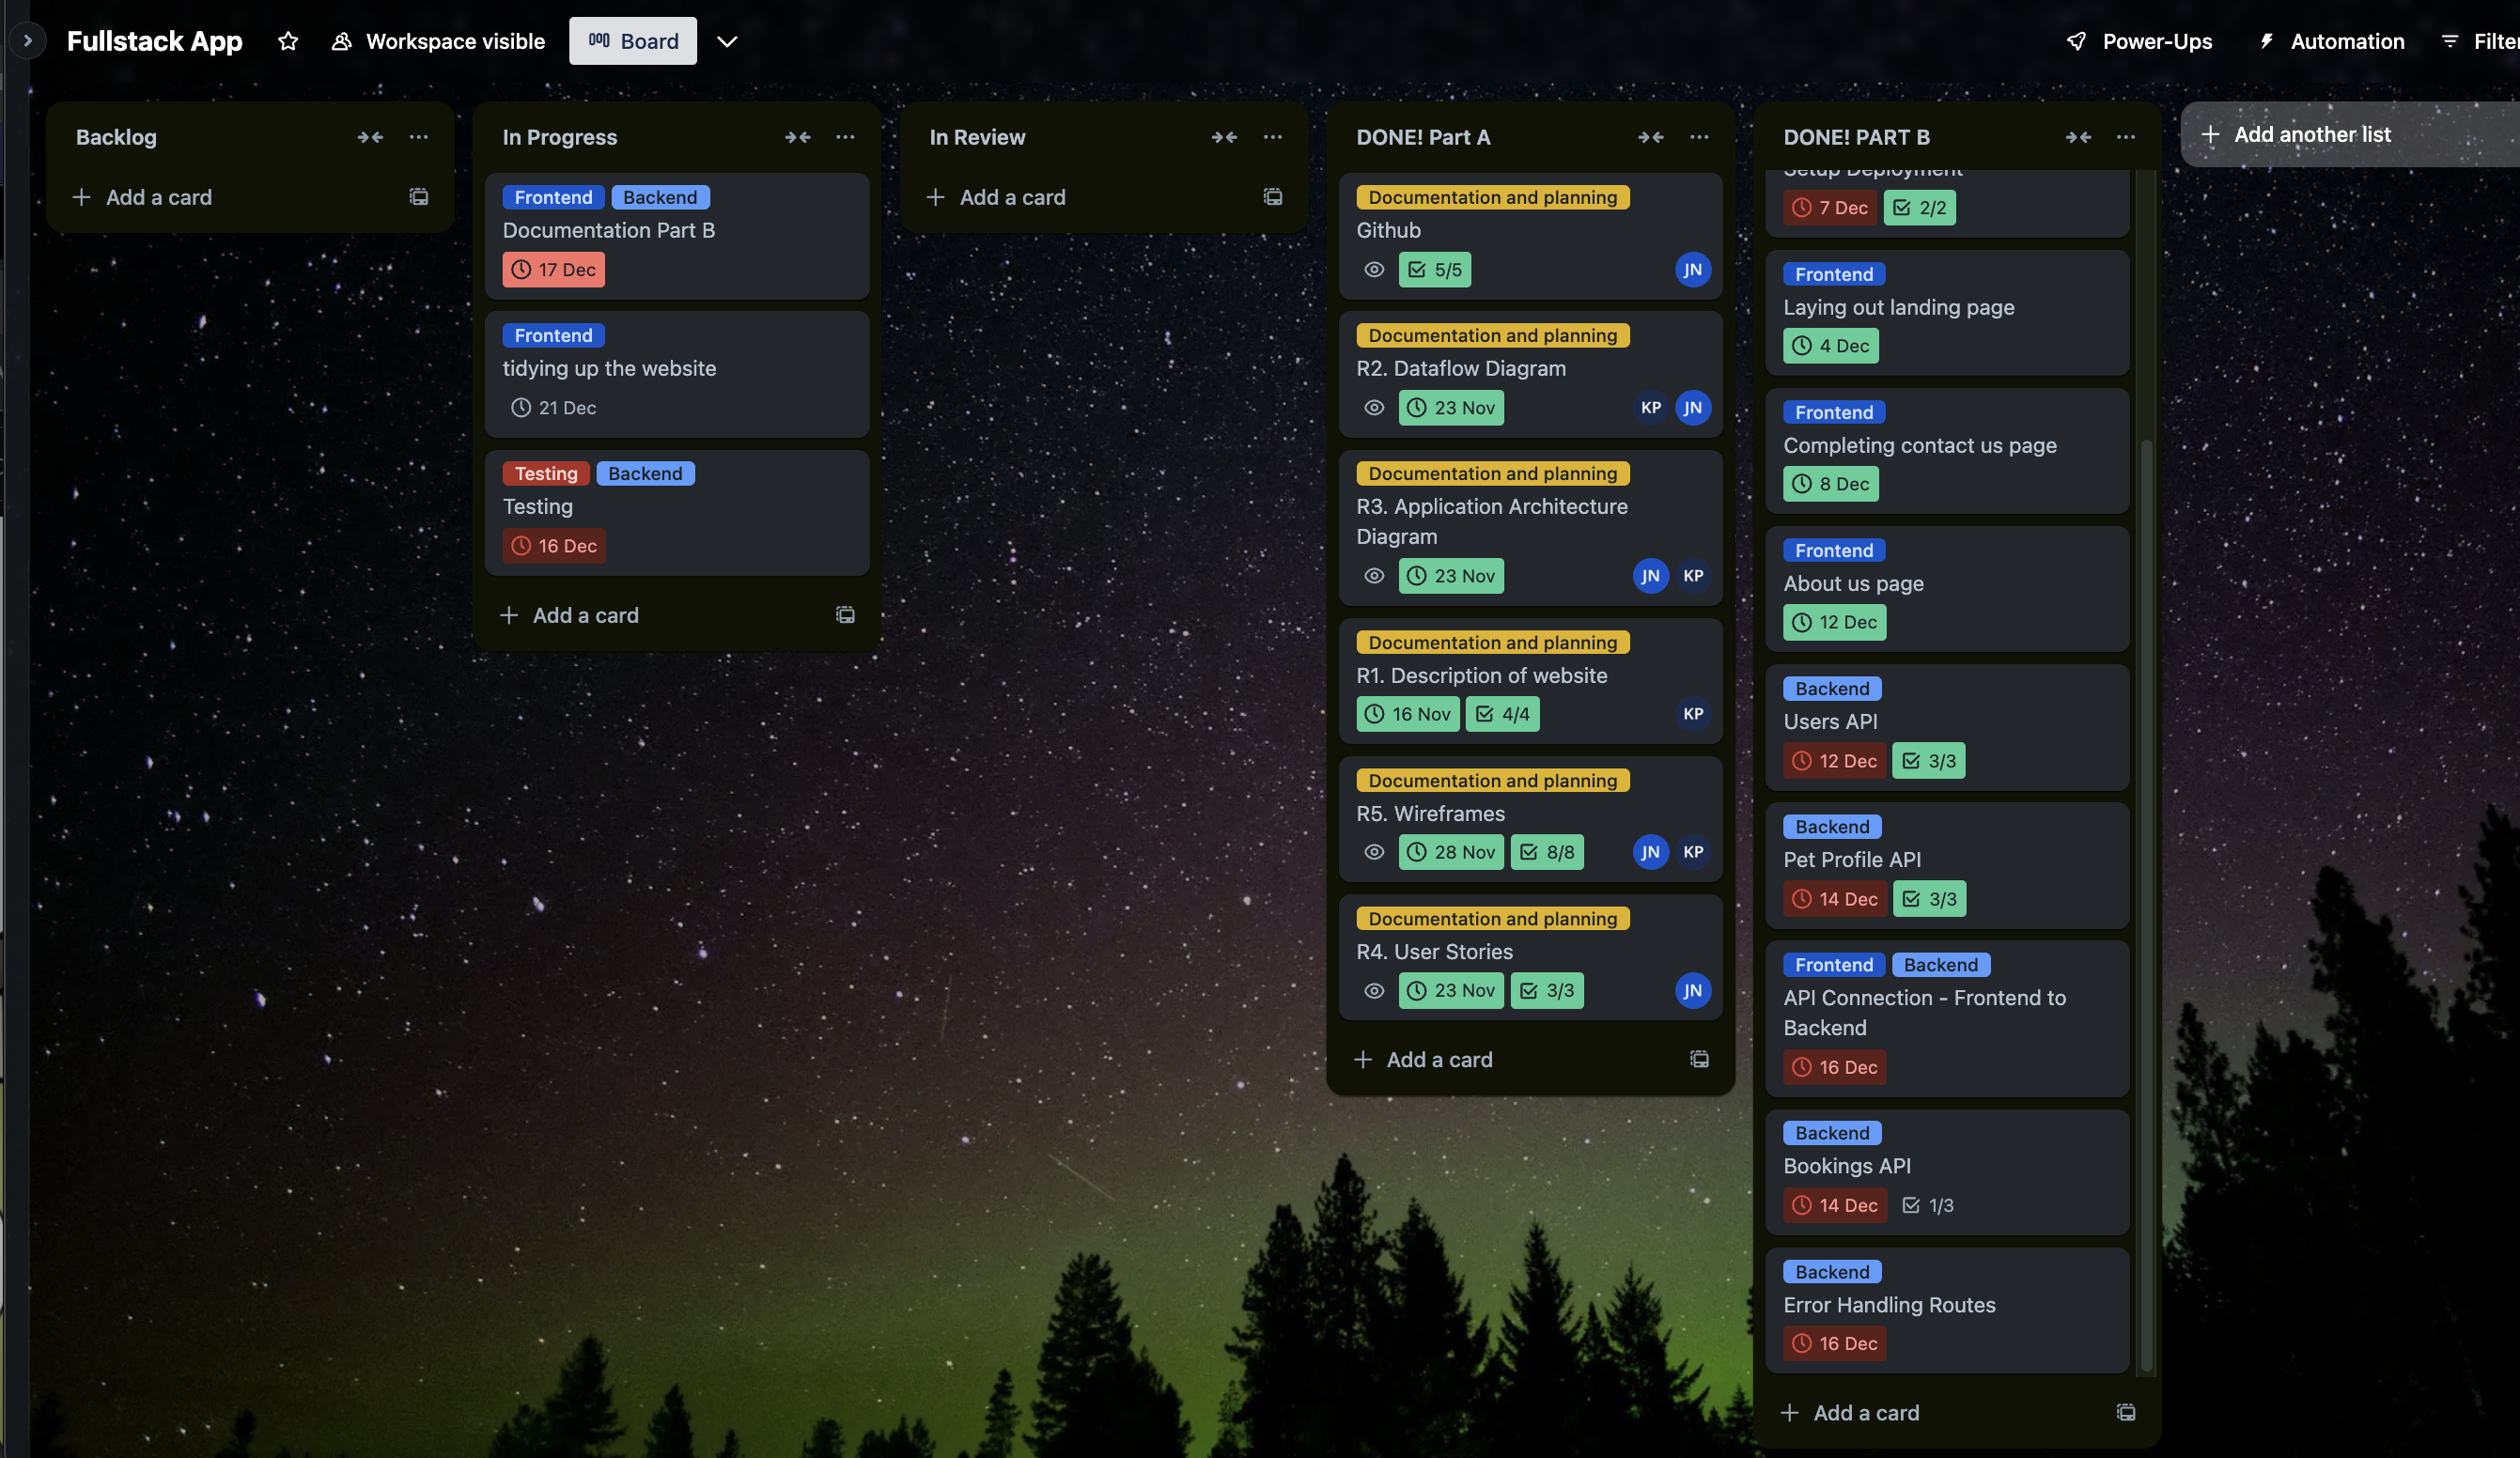 Fullstack App
Workspace visible
Board
Power-Ups
Automation
Backlog
Add a card
In Progress
Frontend Backend
Documentation Part B
17 Dec
Frontend
tidying up the website
21 Dec
Testing Backend
Testing
16 Dec
Add a card
In Review
Add a card
DONE! Part A
Documentation and planning
Github
5/5 JN
Documentation and planning
R2. Dataflow Diagram
23 Nov KP JN
Documentation and planning
R3. Application Architecture
Diagram
23 Nov JN KP
Documentation and planning
R1. Description of website
16 Nov 4/4 KP
Documentation and planning
R5. Wireframes
28 Nov 8/8 JN KP
Documentation and planning
R4. User Stories
23 Nov 3/3 JN
Add a card
DONE! PART B
Setup Deployment
7 Dec 2/2
Frontend
Laying out landing page
4 Dec
Frontend
Completing contact us page
8 Dec
Frontend
About us page
12 Dec
Backend
Users API
12 Dec 3/3
Backend
Pet Profile API
14 Dec 3/3
Frontend Backend
API Connection - Frontend to
Backend
16 Dec
Backend
Bookings API
14 Dec 1/3
Backend
Error Handling Routes
16 Dec
Add a card
Add another list